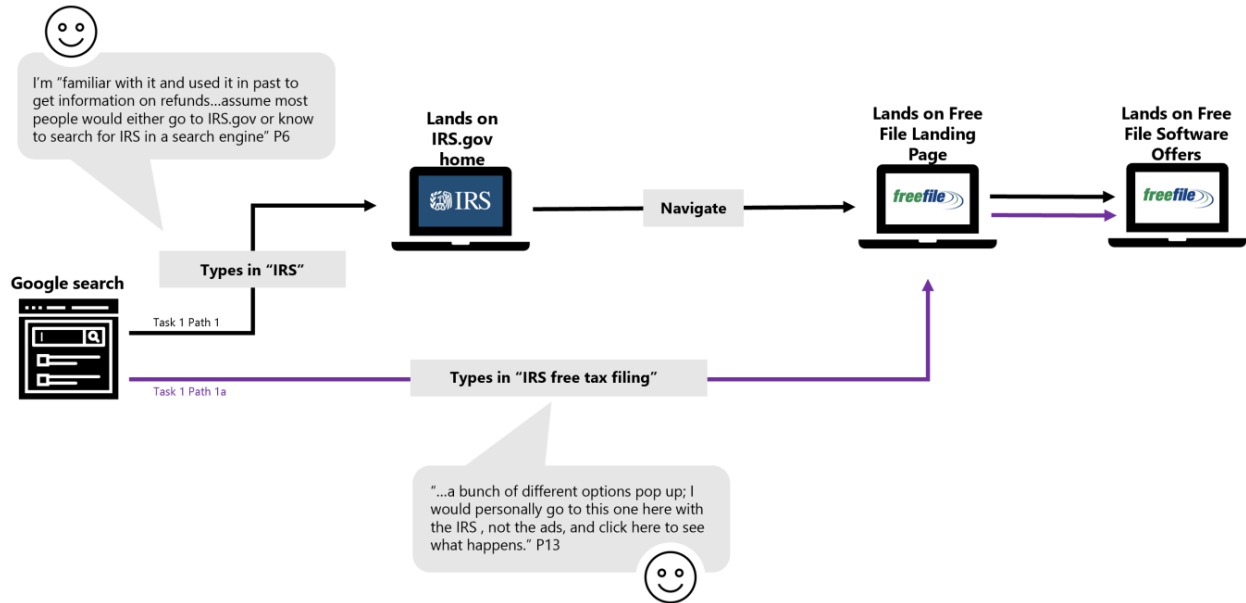 I'm "familiar with it and used it in past to
get information on refunds...assume most
people would either go to IRS.gov or know
to search for IRS in a search engine" P6
Lands on
IRS.gov
home
IRS
Navigate
Lands on Free
File Landing
Page
freefile
Lands on Free
File Software
Offers
freefile
Types in "IRS"
Google search
Task 1 Path 1
Task 1 Path 1a
Types in "IRS free tax filing"
"...a bunch of different options pop up; I
would personally go to this one here with
the IRS , not the ads, and click here to see
what happens." P13